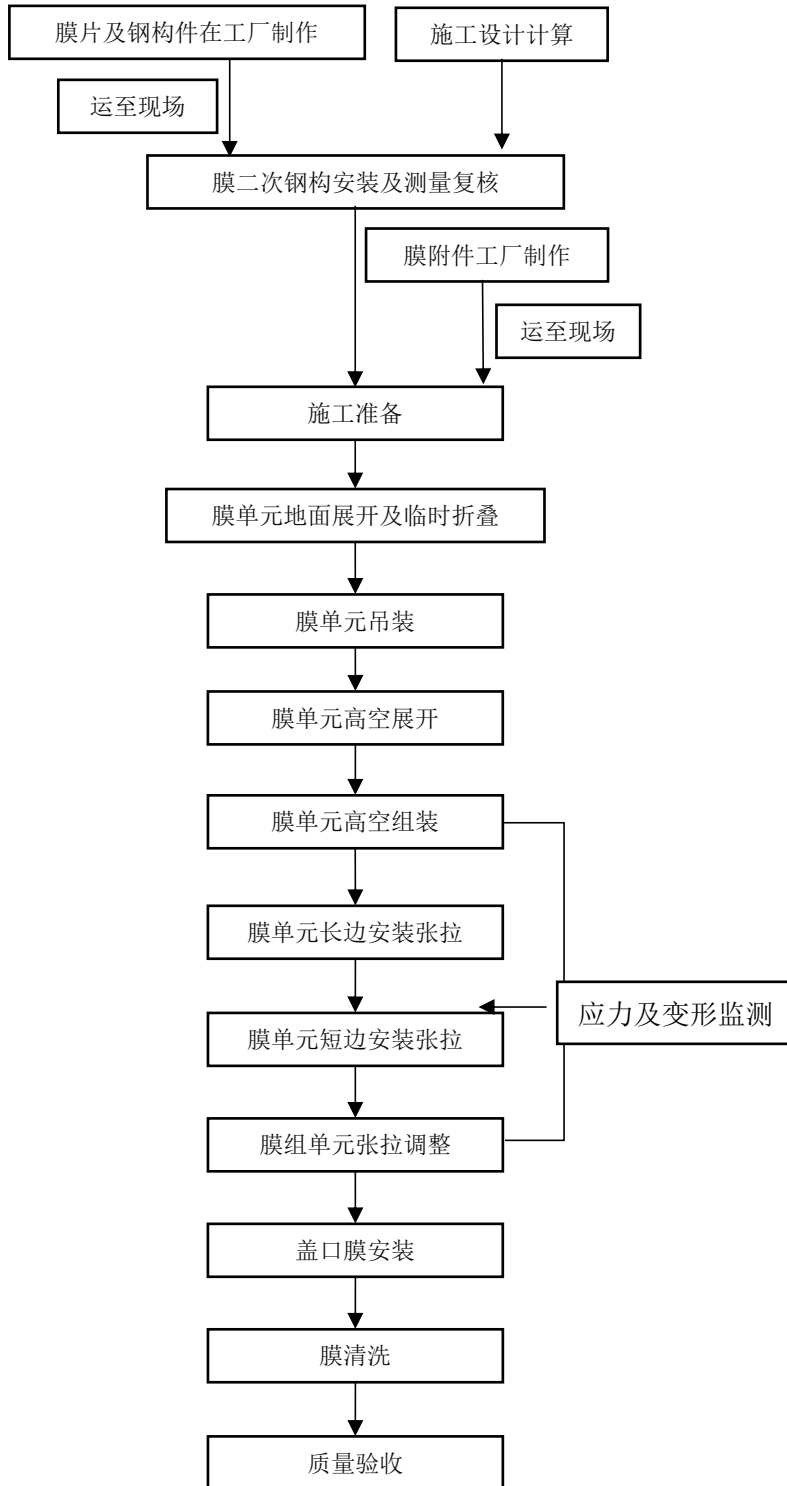 膜片及钢构件在工厂制作
施工设计计算
运至现场
膜二次钢构安装及测量复核
膜附件工厂制作
运至现场
施工准备
膜单元地面展开及临时折叠
膜单元吊装
膜单元高空展开
膜单元高空组装
膜单元长边安装张拉
应力及变形监测
膜单元短边安装张拉
膜组单元张拉调整
盖口膜安装
膜清洗
质量验收